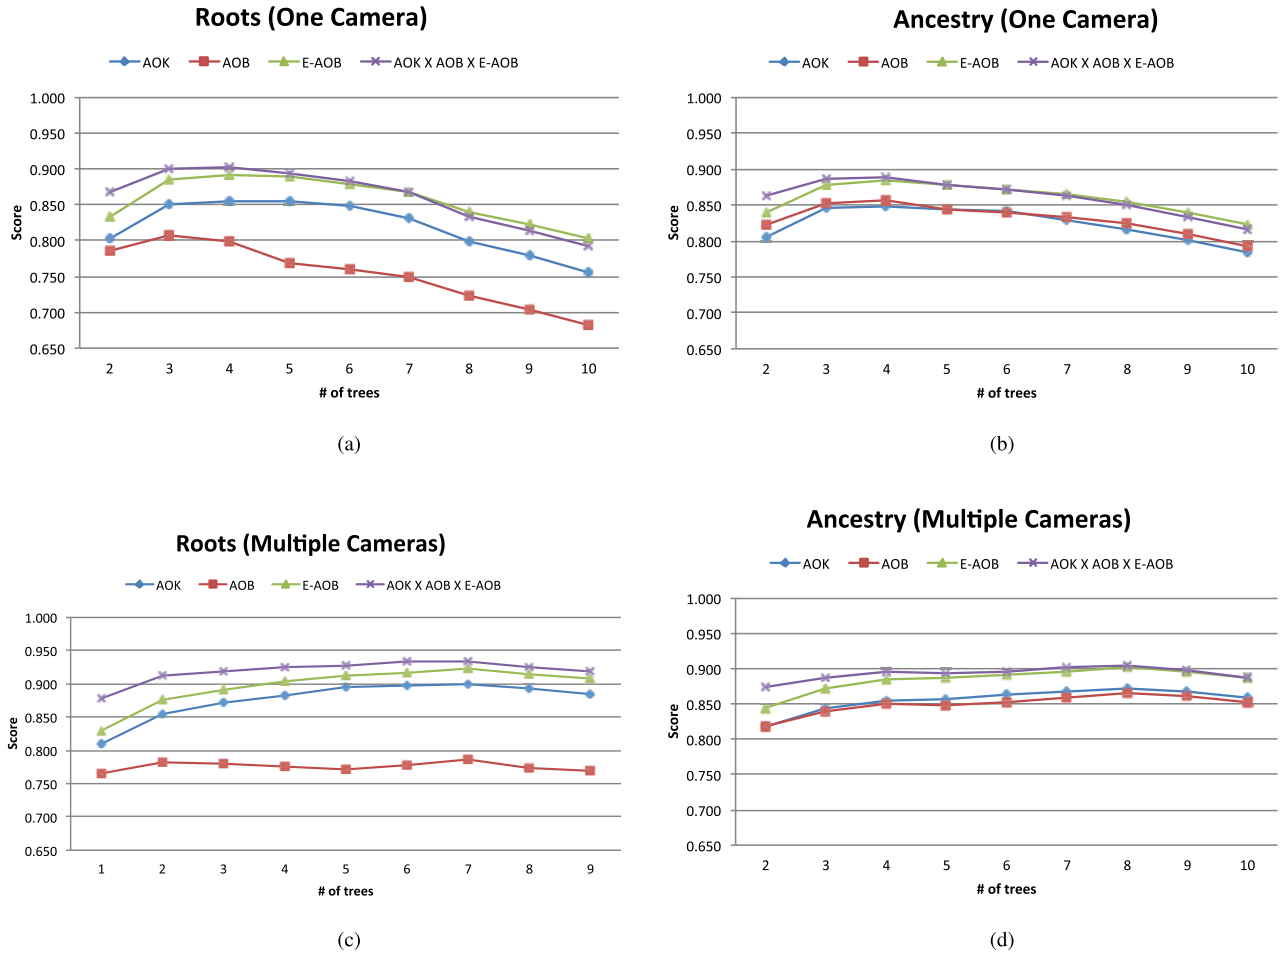 Roots (One Camera)
AOK AOB E-AOB AOK X AOB X E-AOB
1.000
0.950
0.900
0.850
0.800
0.750
0.700
0.650
Score
2 3 4 5 6 7 8 9 10
# of trees
(a)
Ancestry (One Camera)
AOK AOB E-AOB AOK X AOB X E-AOB
1.000
0.950
0.900
0.850
0.800
0.750
0.700
0.650
Score
2 3 4 5 6 7 8 9 10
# of trees
(b)
Roots (Multiple Cameras)
AOK AOB E-AOB AOK X AOB X E-AOB
1.000
0.950
0.900
0.850
0.800
0.750
0.700
0.650
Score
1 2 3 4 5 6 7 8 9
# of trees
(c)
Ancestry (Multiple Cameras)
AOK AOB E-AOB AOK X AOB X E-AOB
1.000
0.950
0.900
0.850
0.800
0.750
0.700
0.650
Score
2 3 4 5 6 7 8 9 10
# of trees
(d)